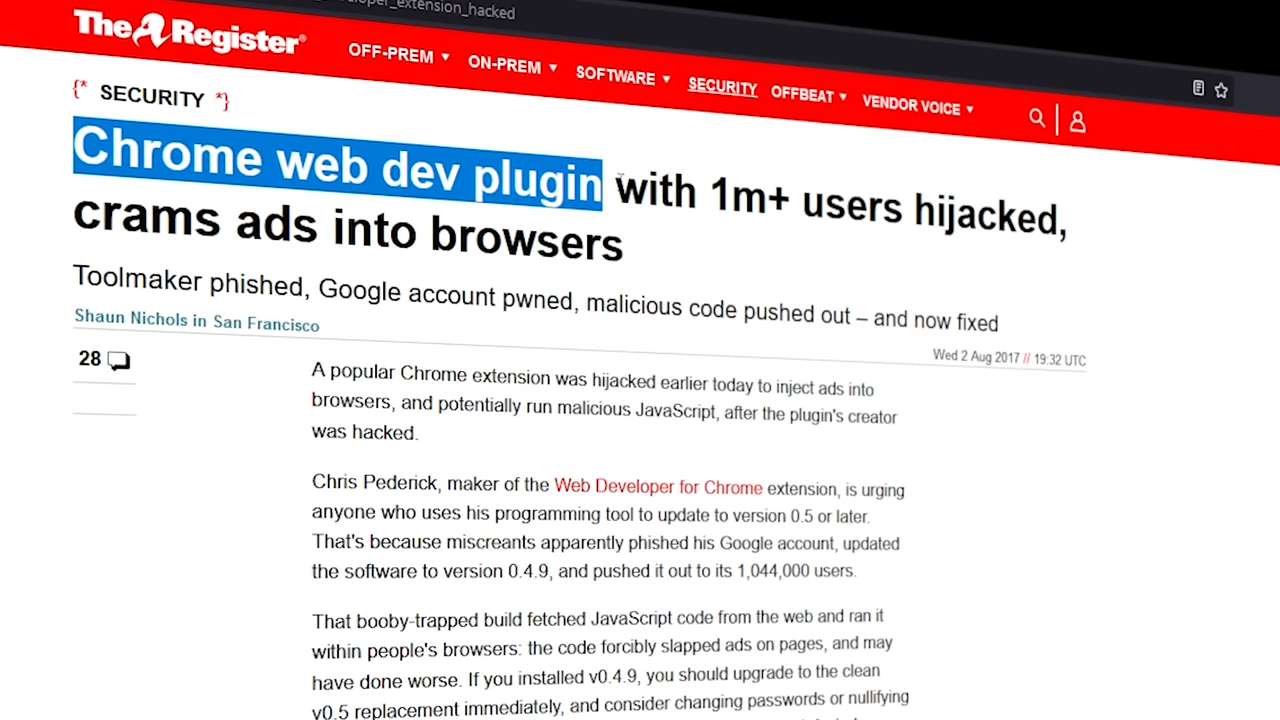 developer_extension_hacked
The Register®
OFF-PREM ▼ ON-PREM ▼ SOFTWARE ▼ SECURITY OFFBEAT ▼ VENDOR VOICE ▼
{* SECURITY *}
Chrome web dev plugin with 1m+ users hijacked,
crams ads into browsers
Toolmaker phished, Google account pwned, malicious code pushed out – and now fixed
Shaun Nichols in San Francisco
Wed 2 Aug 2017 // 19:32 UTC
28
A popular Chrome extension was hijacked earlier today to inject ads into
browsers, and potentially run malicious JavaScript, after the plugin's creator
was hacked.
Chris Pederick, maker of the Web Developer for Chrome extension, is urging
anyone who uses his programming tool to update to version 0.5 or later.
That's because miscreants apparently phished his Google account, updated
the software to version 0.4.9, and pushed it out to its 1,044,000 users.
That booby-trapped build fetched JavaScript code from the web and ran it
within people's browsers: the code forcibly slapped ads on pages, and may
have done worse. If you installed v0.4.9, you should upgrade to the clean
v0.5 replacement immediately, and consider changing passwords or nullifying